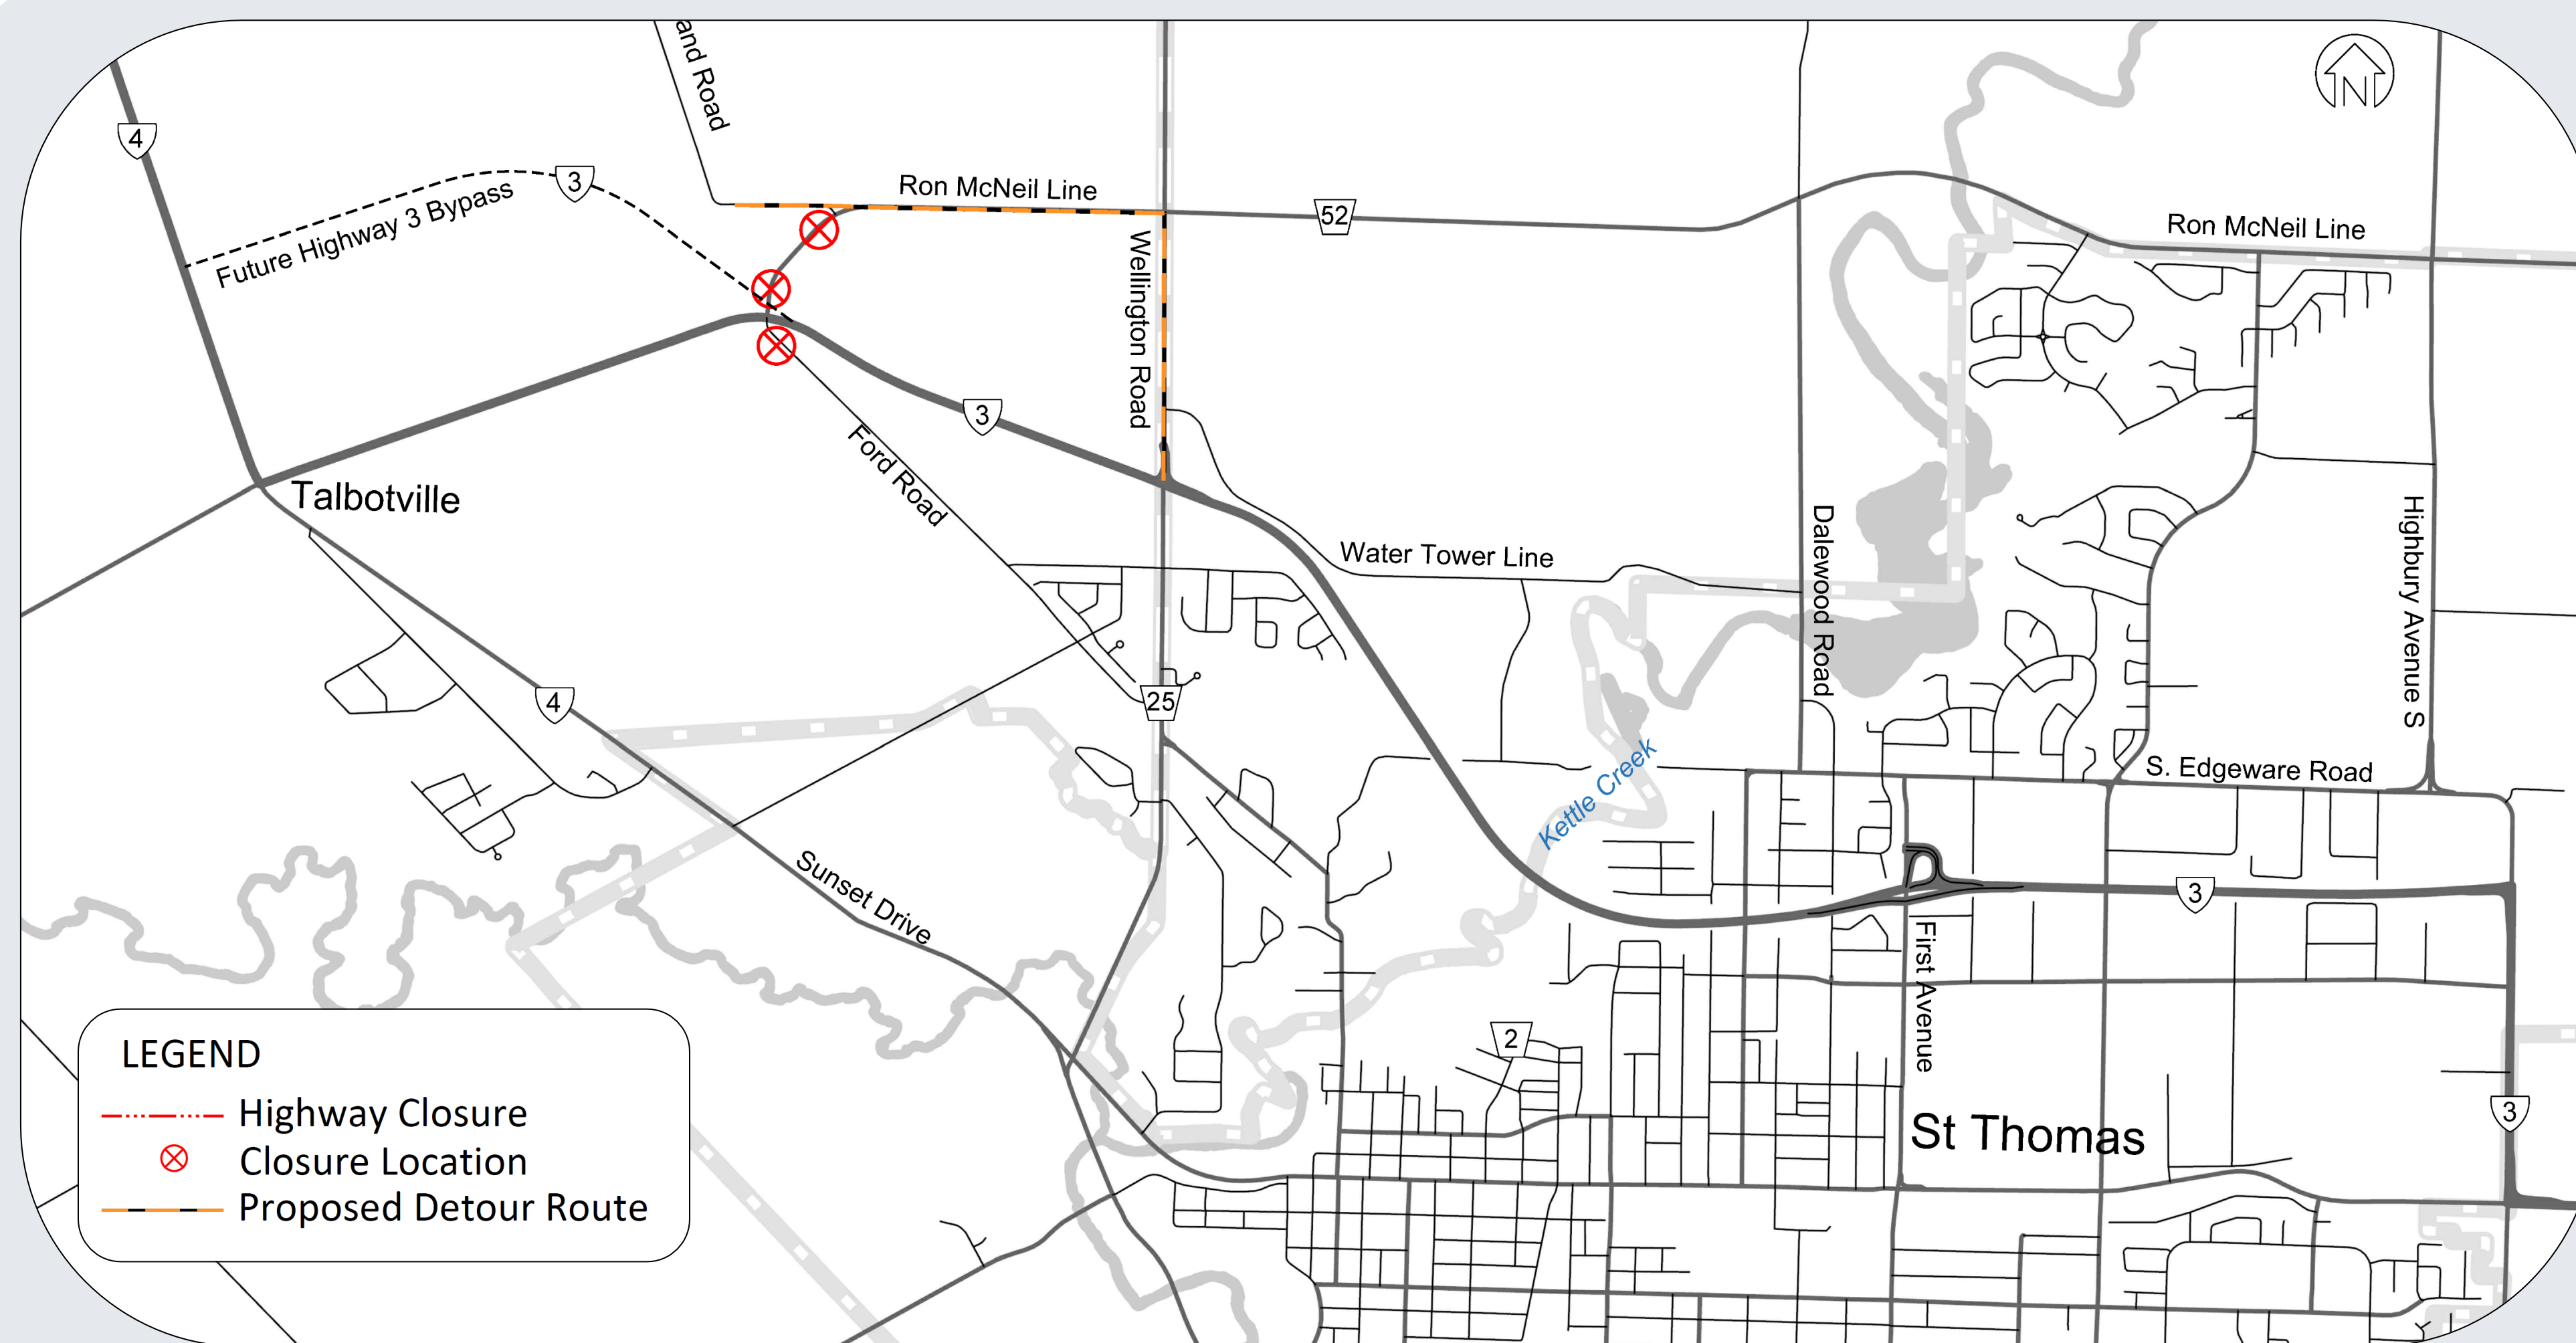 and Road
N
4
3
Future Highway 3 Bypass
Ron McNeil Line
52
Ron McNeil Line
Wellington Road
3
Ford Road
Talbotville
Water Tower Line
Dalewood Road
Highbury Avenue S
25
4
Kettle Creek
S. Edgeware Road
Sunset Drive
3
First Avenue
2
St Thomas
3
LEGEND
Highway Closure
Closure Location
Proposed Detour Route